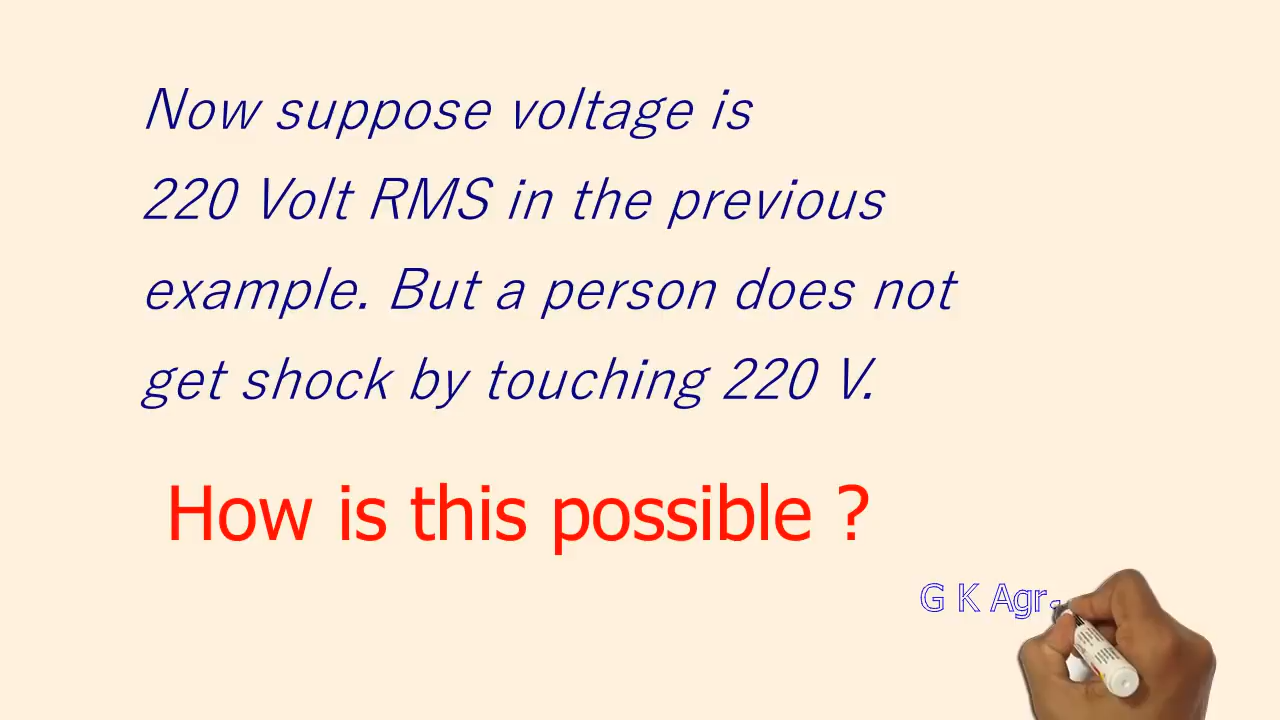 Now suppose voltage is
220 Volt RMS in the previous
example. But a person does not
get shock by touching 220 V.
How is this possible ?
G K Agr